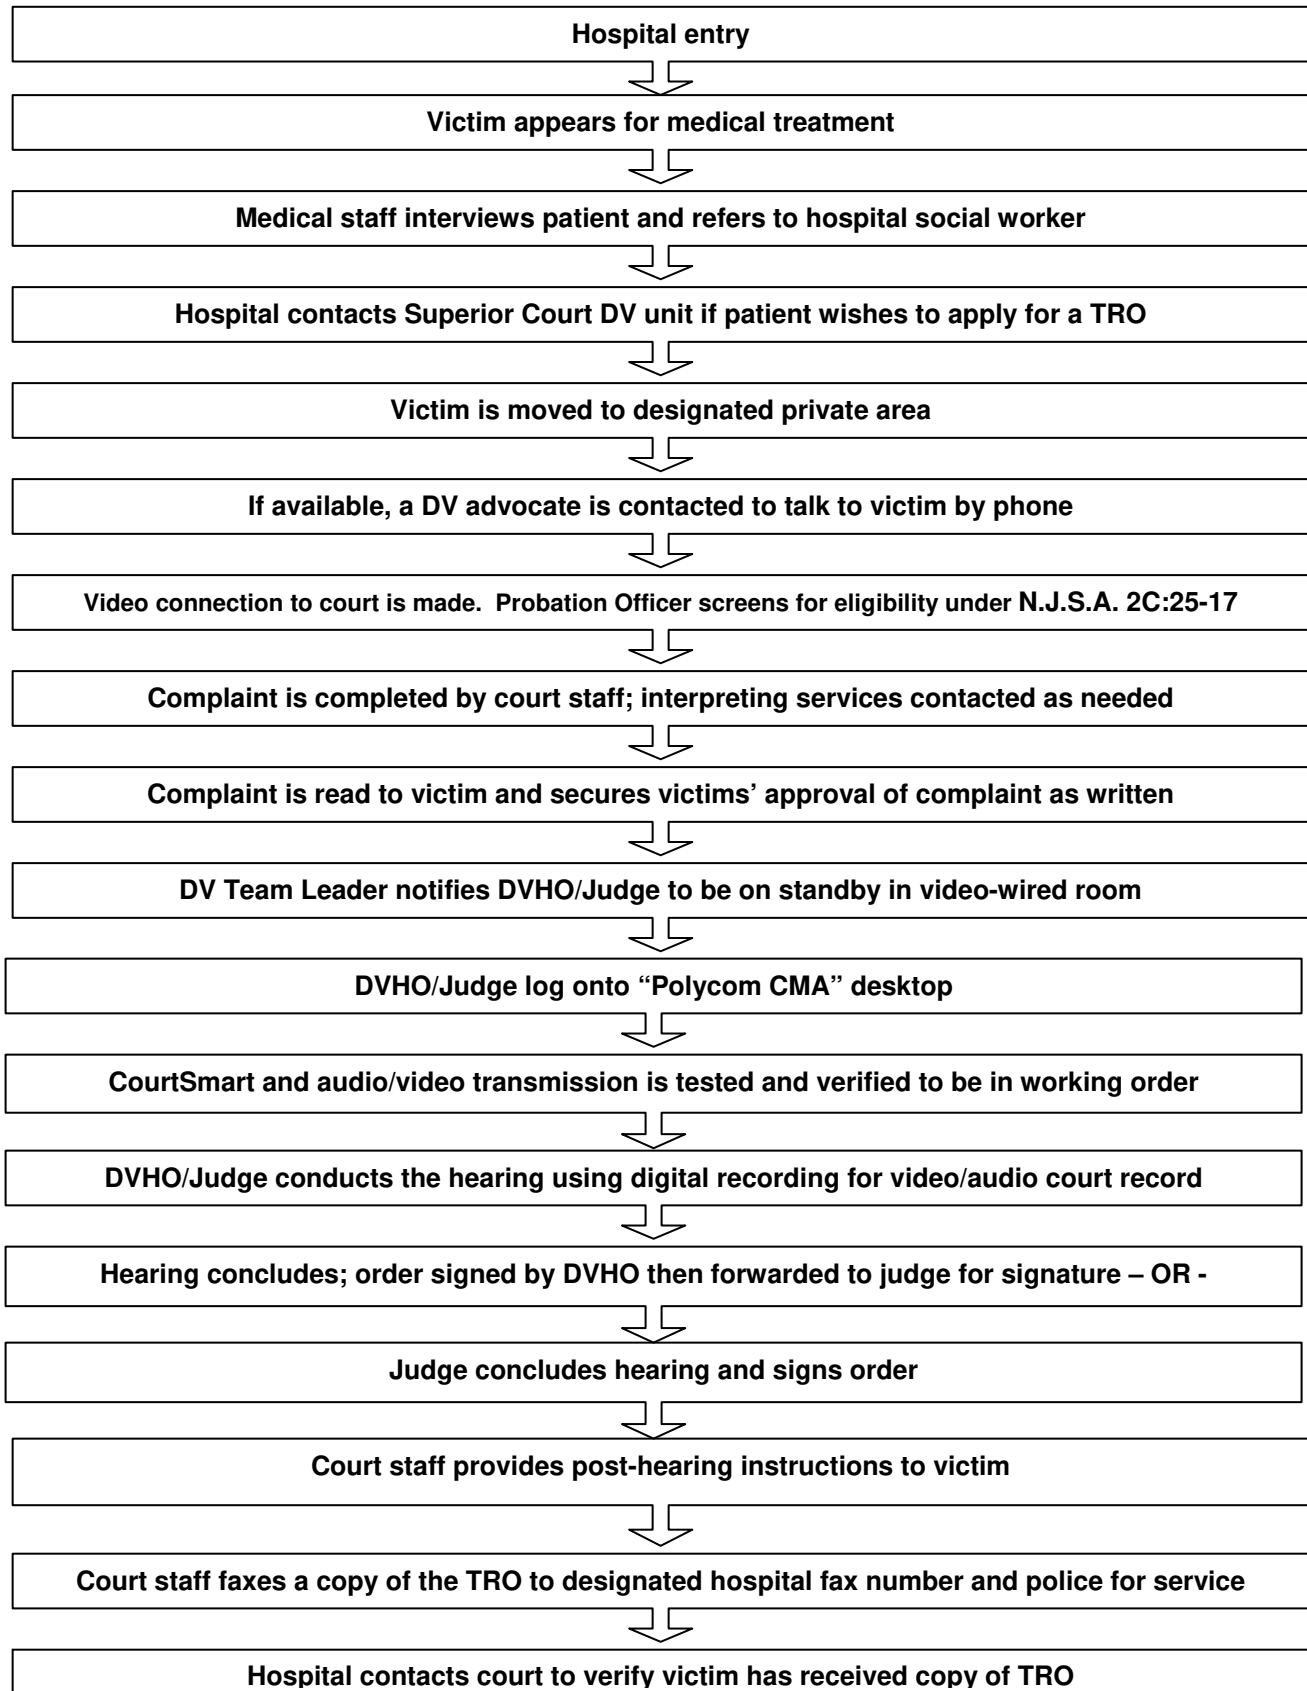 Hospital entry
Victim appears for medical treatment
Medical staff interviews patient and refers to hospital social worker
Hospital contacts Superior Court DV unit if patient wishes to apply for a TRO
Victim is moved to designated private area
If available, a DV advocate is contacted to talk to victim by phone
Video connection to court is made.  Probation Officer screens for eligibility under N.J.S.A. 2C:25-17
Complaint is completed by court staff; interpreting services contacted as needed
Complaint is read to victim and secures victims’ approval of complaint as written
DV Team Leader notifies DVHO/Judge to be on standby in video-wired room
DVHO/Judge log onto “Polycom CMA” desktop
CourtSmart and audio/video transmission is tested and verified to be in working order
DVHO/Judge conducts the hearing using digital recording for video/audio court record
Hearing concludes; order signed by DVHO then forwarded to judge for signature – OR -
Judge concludes hearing and signs order
Court staff provides post-hearing instructions to victim
Court staff faxes a copy of the TRO to designated hospital fax number and police for service
Hospital contacts court to verify victim has received copy of TRO